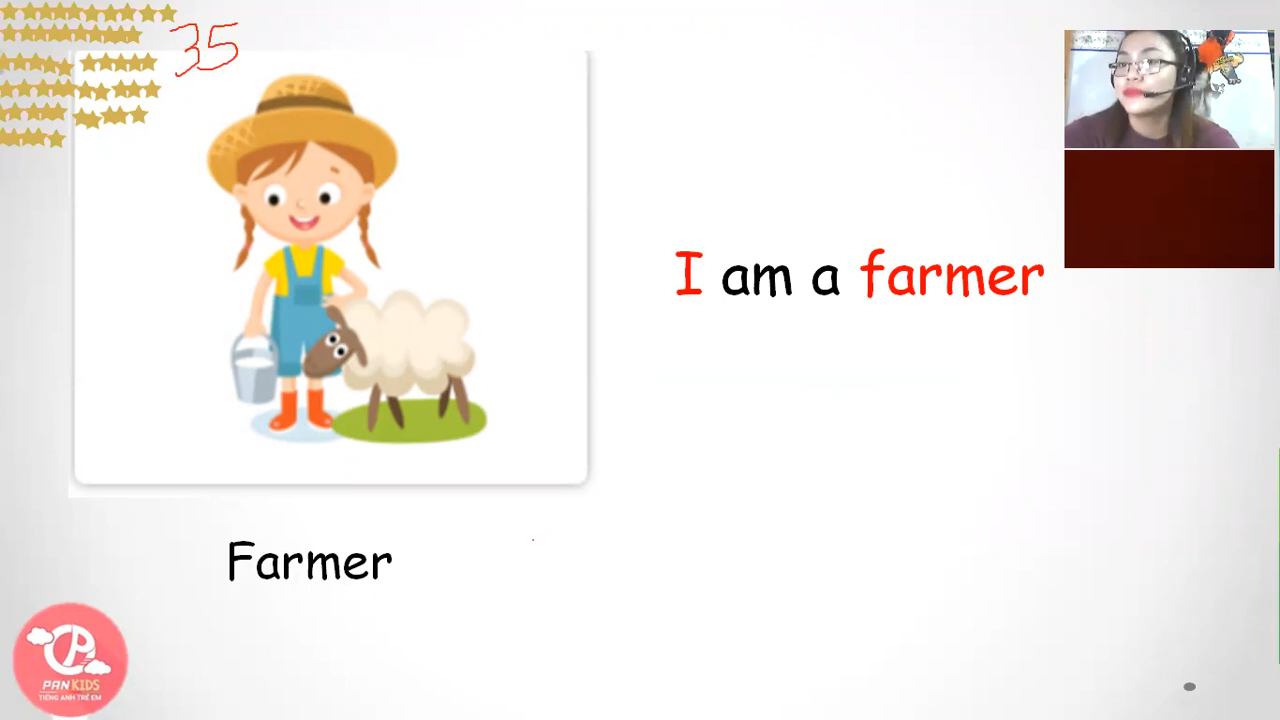 35
I am a farmer
Farmer
PAN KIDS
TIẾNG ANH TRẺ EM